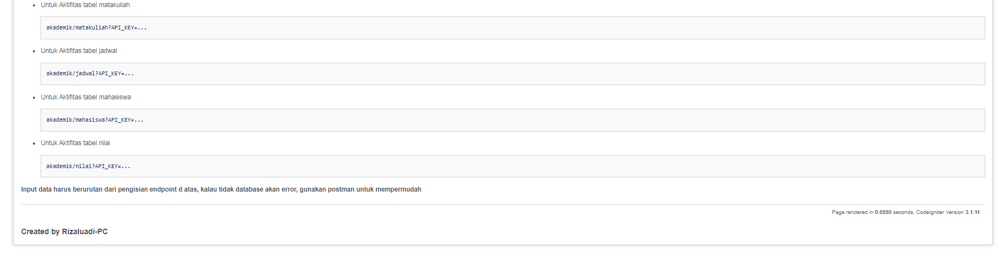 Untuk Aktifitas tabel matakuliah
akademik/matakuliah?API_KEY=...
Untuk Aktifitas tabel jadwal
akademik/jadwal?API_KEY=...
Untuk Aktifitas tabel mahasiswa
akademik/mahasiswa?API_KEY=...
Untuk Aktifitas tabel nilai
akademik/nilai?API_KEY=...
Input data harus berurutan dari pengisian endpoint d atas, kalau tidak database akan error, gunakan postman untuk mempermudah
Page rendered in 0.0550 seconds. CodeIgniter Version 3.1.11
Created by Rizaluadi-PC